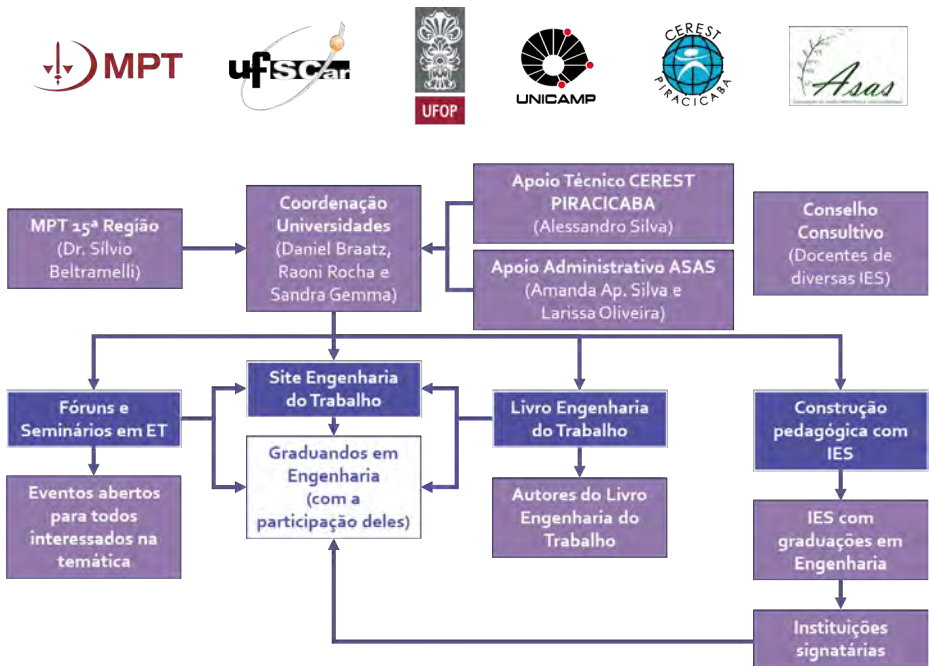 MPT
ufscar
UFOP
UNICAMP
CEREST
PIRACICABA
Asas
MPT 15ª Região
(Dr. Sílvio
Beltramelli)
Coordenação
Universidades
(Daniel Braatz,
Raoni Rocha e
Sandra Gemma)
Apoio Técnico CEREST
PIRACICABA
(Alessandro Silva)
Apoio Administrativo ASAS
(Amanda Ap. Silva e
Larissa Oliveira)
Conselho
Consultivo
(Docentes de
diversas IES)
Fóruns e
Seminários em ET
Site Engenharia
do Trabalho
Livro Engenharia
do Trabalho
Construção
pedagógica com
IES
Eventos abertos
para todos
interessados na
temática
Graduandos em
Engenharia
(com a
participação deles)
Autores do Livro
Engenharia do
Trabalho
IES com
graduações em
Engenharia
Instituições
signatárias